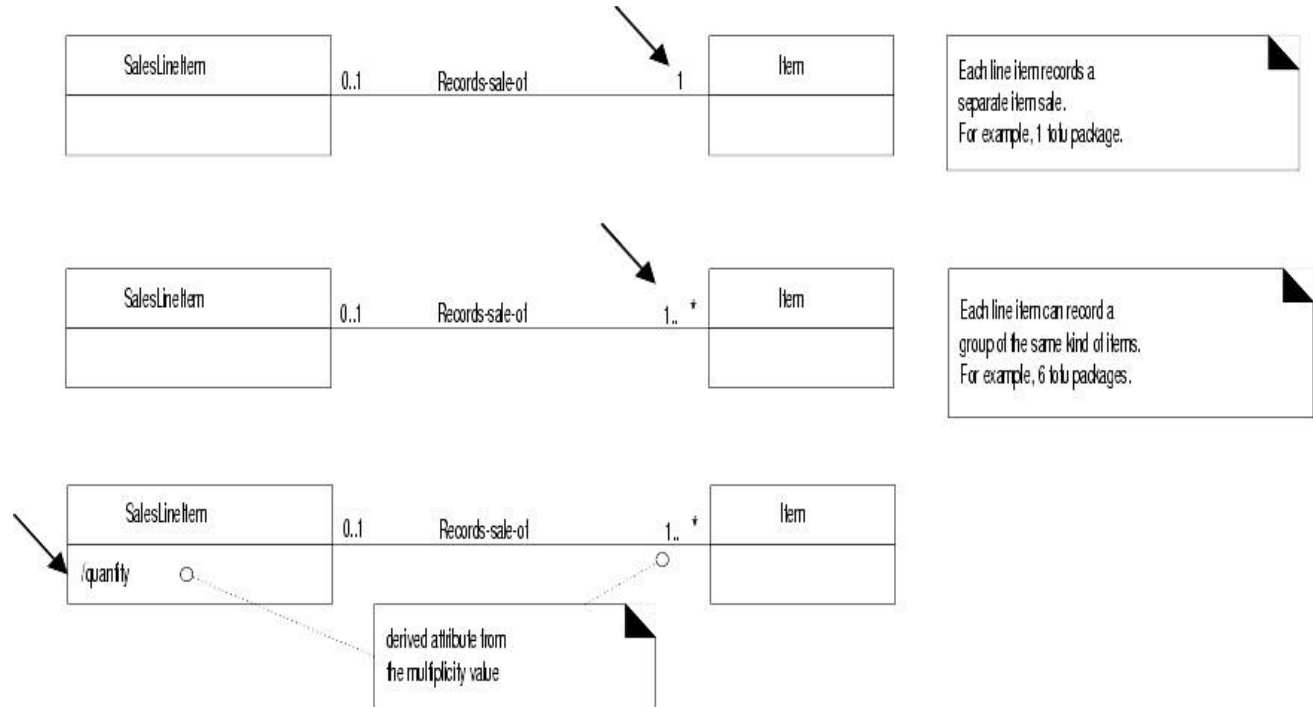 SalesLineItem
0..1 Records-sale-of 1
Item
Each line item records a
separate item sale.
For example, 1 tofu package.
SalesLineItem
0..1 Records-sale-of 1.. *
Item
Each line item can record a
group of the same kind of items.
For example, 6 tofu packages.
SalesLineItem
0..1 Records-sale-of 1.. *
Item
/quantity
derived attribute from
the multiplicity value